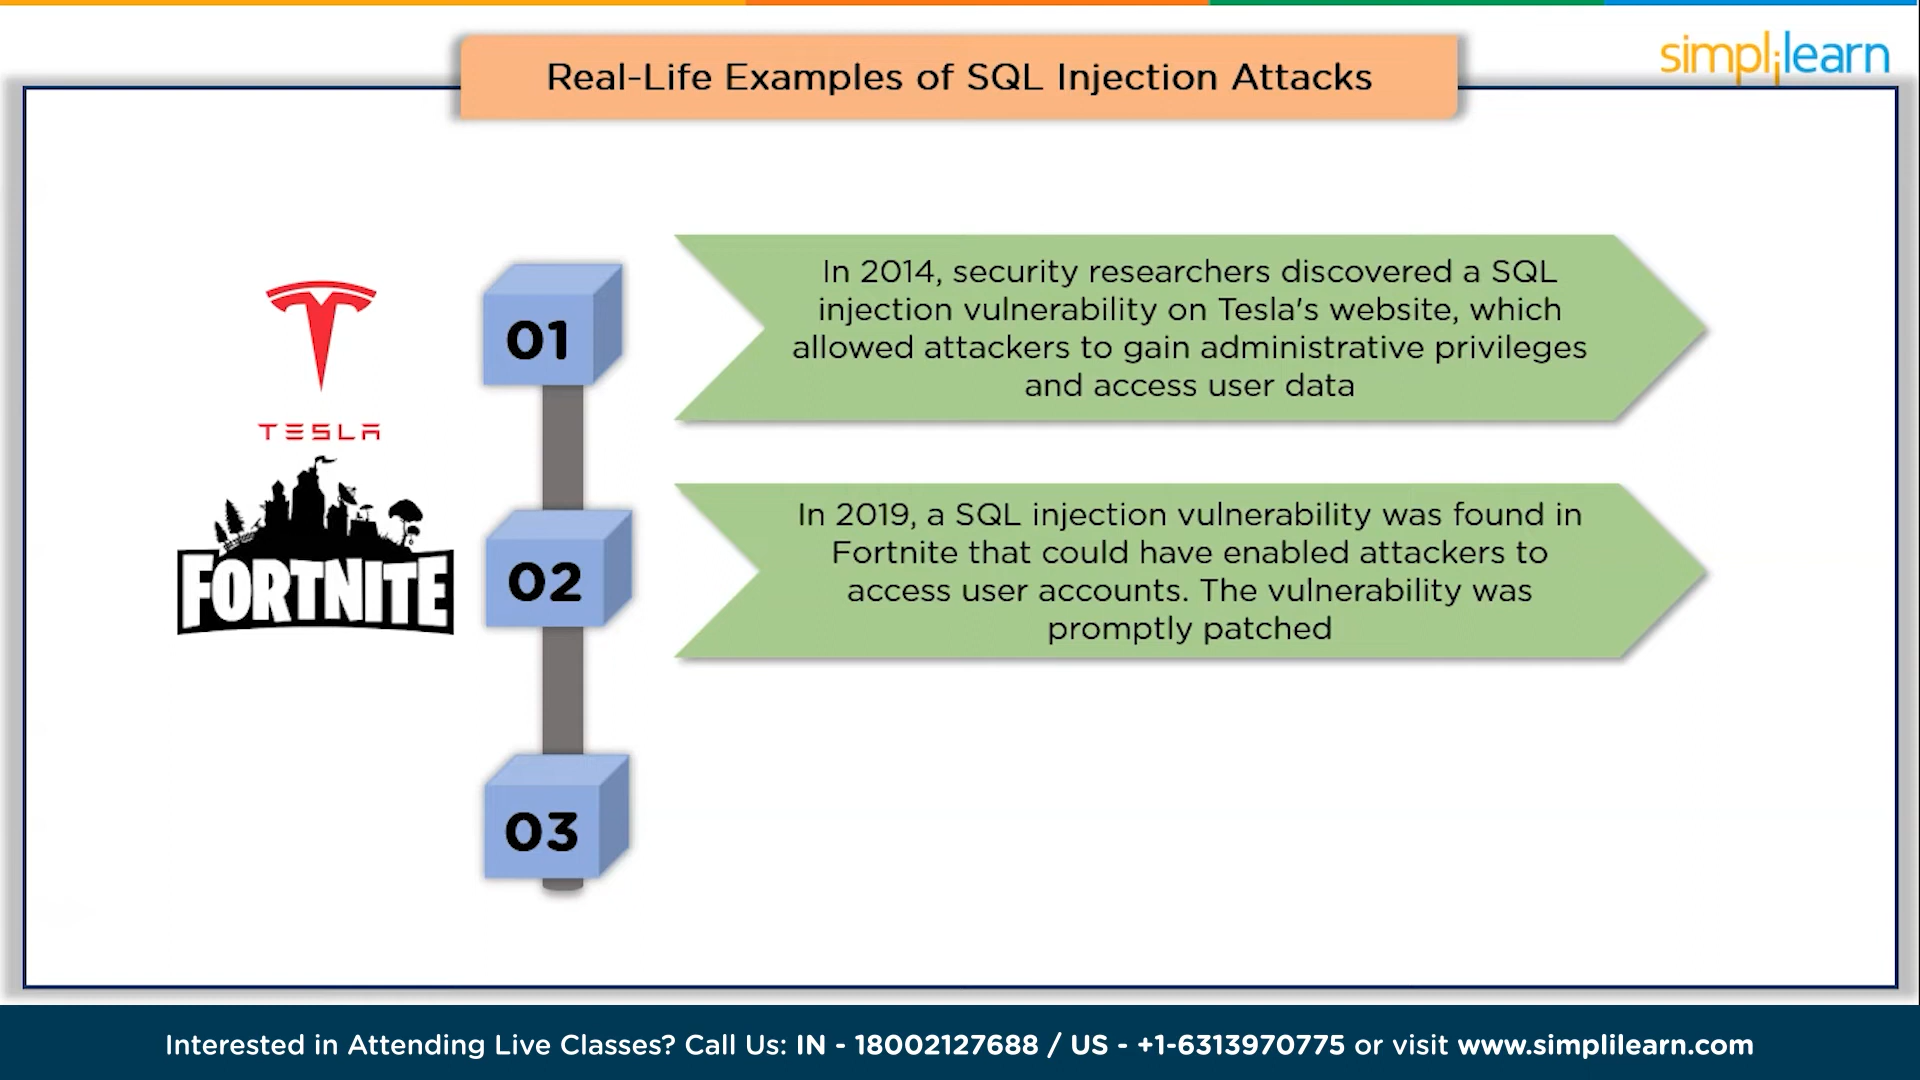 simplilearn
Real-Life Examples of SQL Injection Attacks
TESLA
01
In 2014, security researchers discovered a SQL
injection vulnerability on Tesla's website, which
allowed attackers to gain administrative privileges
and access user data
FORTNITE
02
In 2019, a SQL injection vulnerability was found in
Fortnite that could have enabled attackers to
access user accounts. The vulnerability was
promptly patched
03
Interested in Attending Live Classes? Call Us: IN - 18002127688 / US - +1-6313970775 or visit www.simplilearn.com